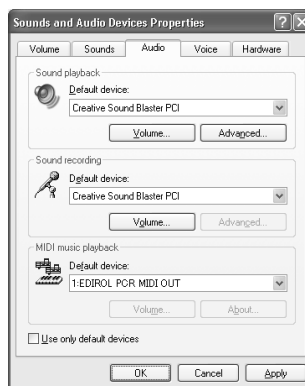 Sounds and Audio Devices Properties
Volume Sounds Audio Voice Hardware
Sound playback
Default device:
Creative Sound Blaster PCI
Volume... Advanced...
Sound recording
Default device:
Creative Sound Blaster PCI
Volume... Advanced...
MIDI music playback
Default device:
1:EDIROL PCR MIDI OUT
Volume... About...
Use only default devices
OK Cancel Apply